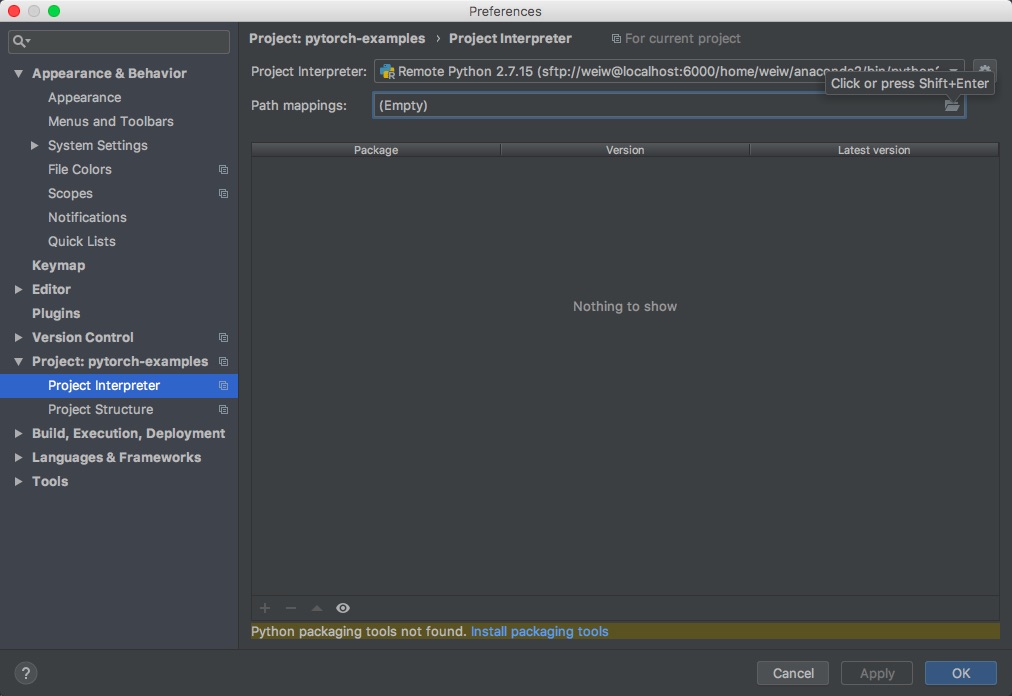 Preferences
Project: pytorch-examples › Project Interpreter For current project
Appearance & Behavior
Appearance
Menus and Toolbars
System Settings
File Colors
Scopes
Notifications
Quick Lists
Keymap
Editor
Plugins
Version Control
Project: pytorch-examples
Project Interpreter
Project Structure
Build, Execution, Deployment
Languages & Frameworks
Tools
Project Interpreter: Remote Python 2.7.15 (sftp://weiw@localhost:6000/home/weiw/anaconda2/bin/python2
Click or press Shift+Enter
Path mappings: (Empty)
Package Version Latest version
Nothing to show
Python packaging tools not found. Install packaging tools
? Cancel Apply OK